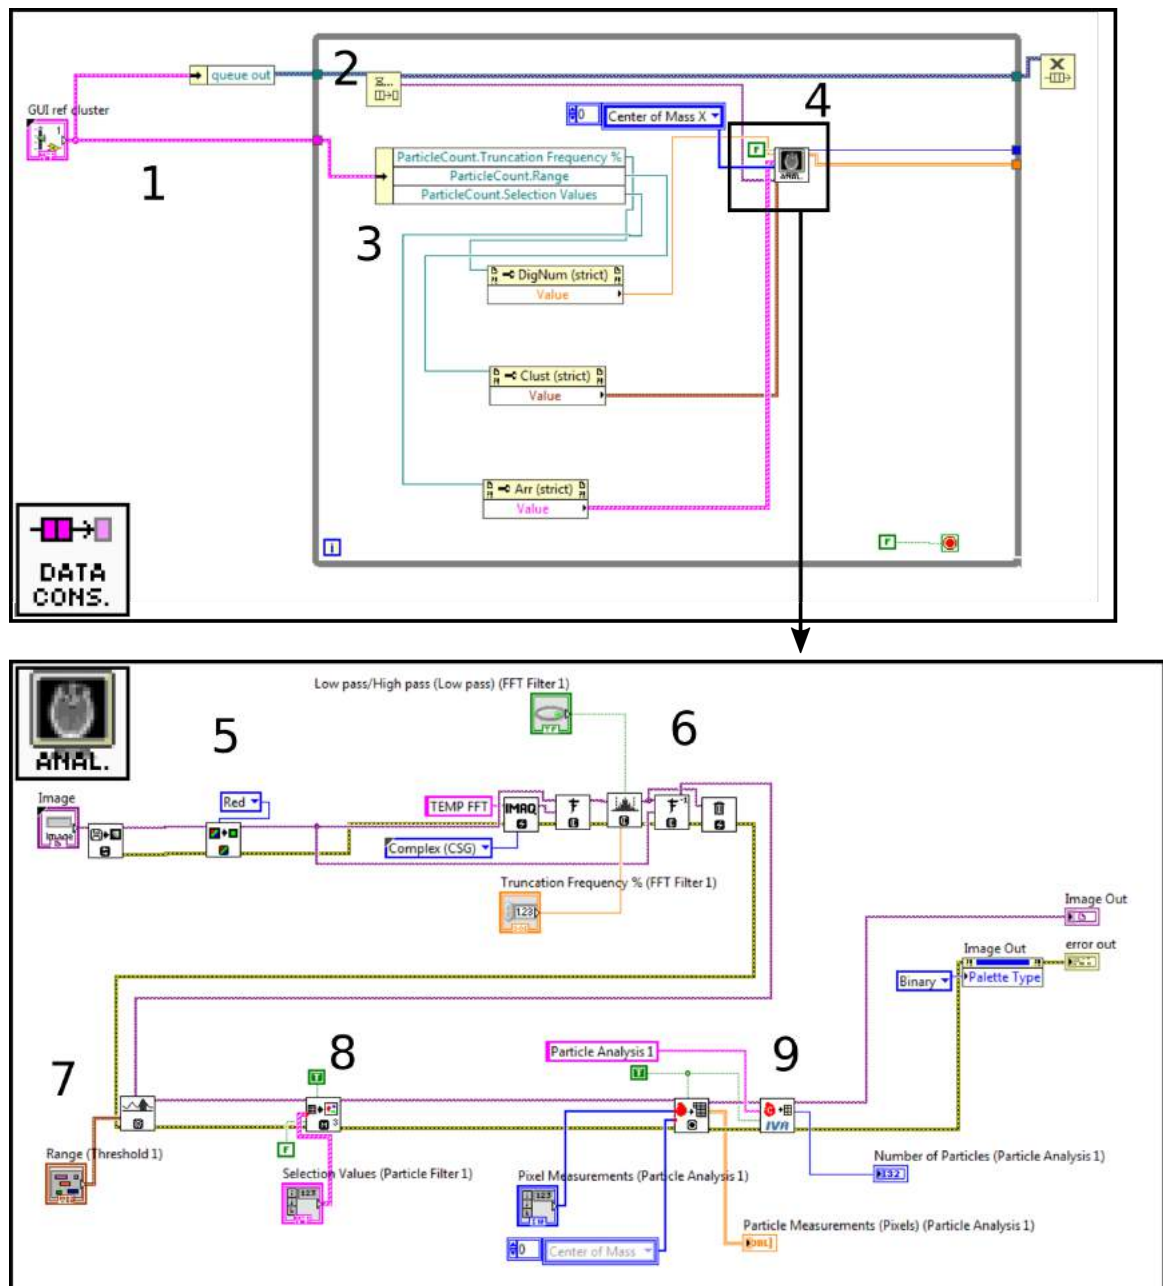 GUI ref cluster
1
queue out
2
0
Center of Mass X
4
ANAL.
ParticleCount.Truncation Frequency %
ParticleCount.Range
ParticleCount.Selection Values
3
DigNum (strict)
Value
Clust (strict)
Value
Arr (strict)
Value
i
DATA
CONS.
ANAL.
5
Low pass/High pass (Low pass) (FFT Filter 1)
TF
6
Image
Red
TEMP FFT
IMAQ
Complex (CSG)
Truncation Frequency % (FFT Filter 1)
123
Image Out
error out
Image Out
Binary
Palette Type
7
8
T
3
Particle Analysis 1
T
9
IVA
Range (Threshold 1)
Selection Values (Particle Filter 1)
123
Pixel Measurements (Particle Analysis 1)
123
0
Center of Mass
Number of Particles (Particle Analysis 1)
I32
Particle Measurements (Pixels) (Particle Analysis 1)
DBL]